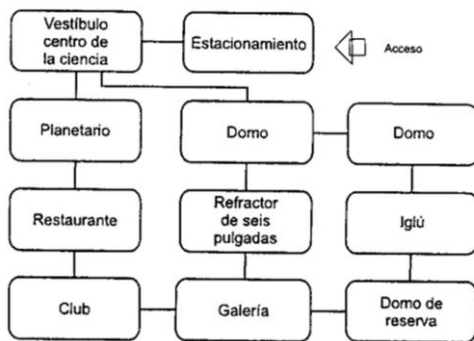 Vestíbulo
centro de
la ciencia
Estacionamiento
Acceso
Planetario
Domo
Domo
Restaurante
Refractor
de seis
pulgadas
Iglú
Club
Galería
Domo de
reserva